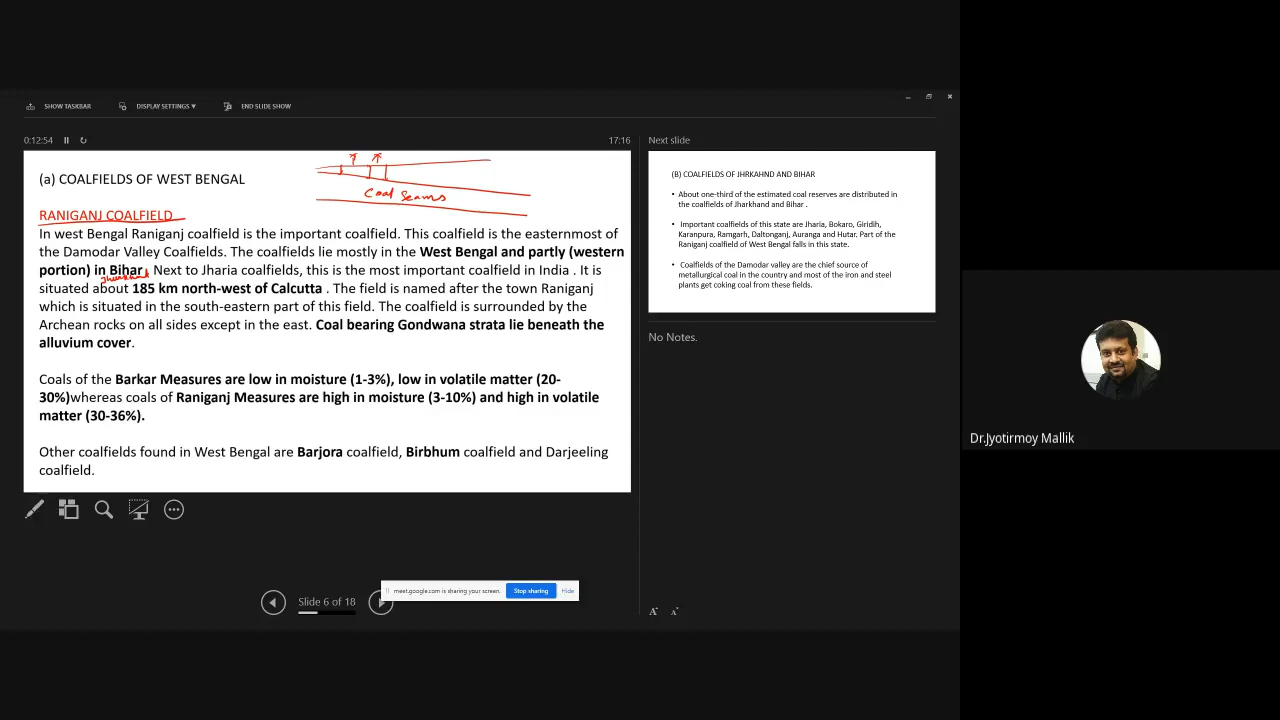 SHOW TASKBAR
DISPLAY SETTINGS ▾
END SLIDE SHOW
0:12:54
17:16
(a) COALFIELDS OF WEST BENGAL
Coal Seams
RANIGANJ COALFIELD
In west Bengal Raniganj coalfield is the important coalfield. This coalfield is the easternmost of
the Damodar Valley Coalfields. The coalfields lie mostly in the West Bengal and partly (western
portion) in Bihar. Next to Jharia coalfields, this is the most important coalfield in India . It is
Jharkhand
situated about 185 km north-west of Calcutta . The field is named after the town Raniganj
which is situated in the south-eastern part of this field. The coalfield is surrounded by the
Archean rocks on all sides except in the east. Coal bearing Gondwana strata lie beneath the
alluvium cover.
Coals of the Barkar Measures are low in moisture (1-3%), low in volatile matter (20-
30%)whereas coals of Raniganj Measures are high in moisture (3-10%) and high in volatile
matter (30-36%).
Other coalfields found in West Bengal are Barjora coalfield, Birbhum coalfield and Darjeeling
coalfield.
Slide 6 of 18
meet.google.com is sharing your screen.
Stop sharing
Hide
Next slide
(B) COALFIELDS OF JHRKAHND AND BIHAR
• About one-third of the estimated coal reserves are distributed in
the coalfields of Jharkhand and Bihar .
• Important coalfields of this state are Jharia, Bokaro, Giridih,
Karanpura, Ramgarh, Daltonganj, Auranga and Hutar. Part of the
Raniganj coalfield of West Bengal falls in this state.
• Coalfields of the Damodar valley are the chief source of
metallurgical coal in the country and most of the iron and steel
plants get coking coal from these fields.
No Notes.
A
A
Dr.Jyotirmoy Mallik